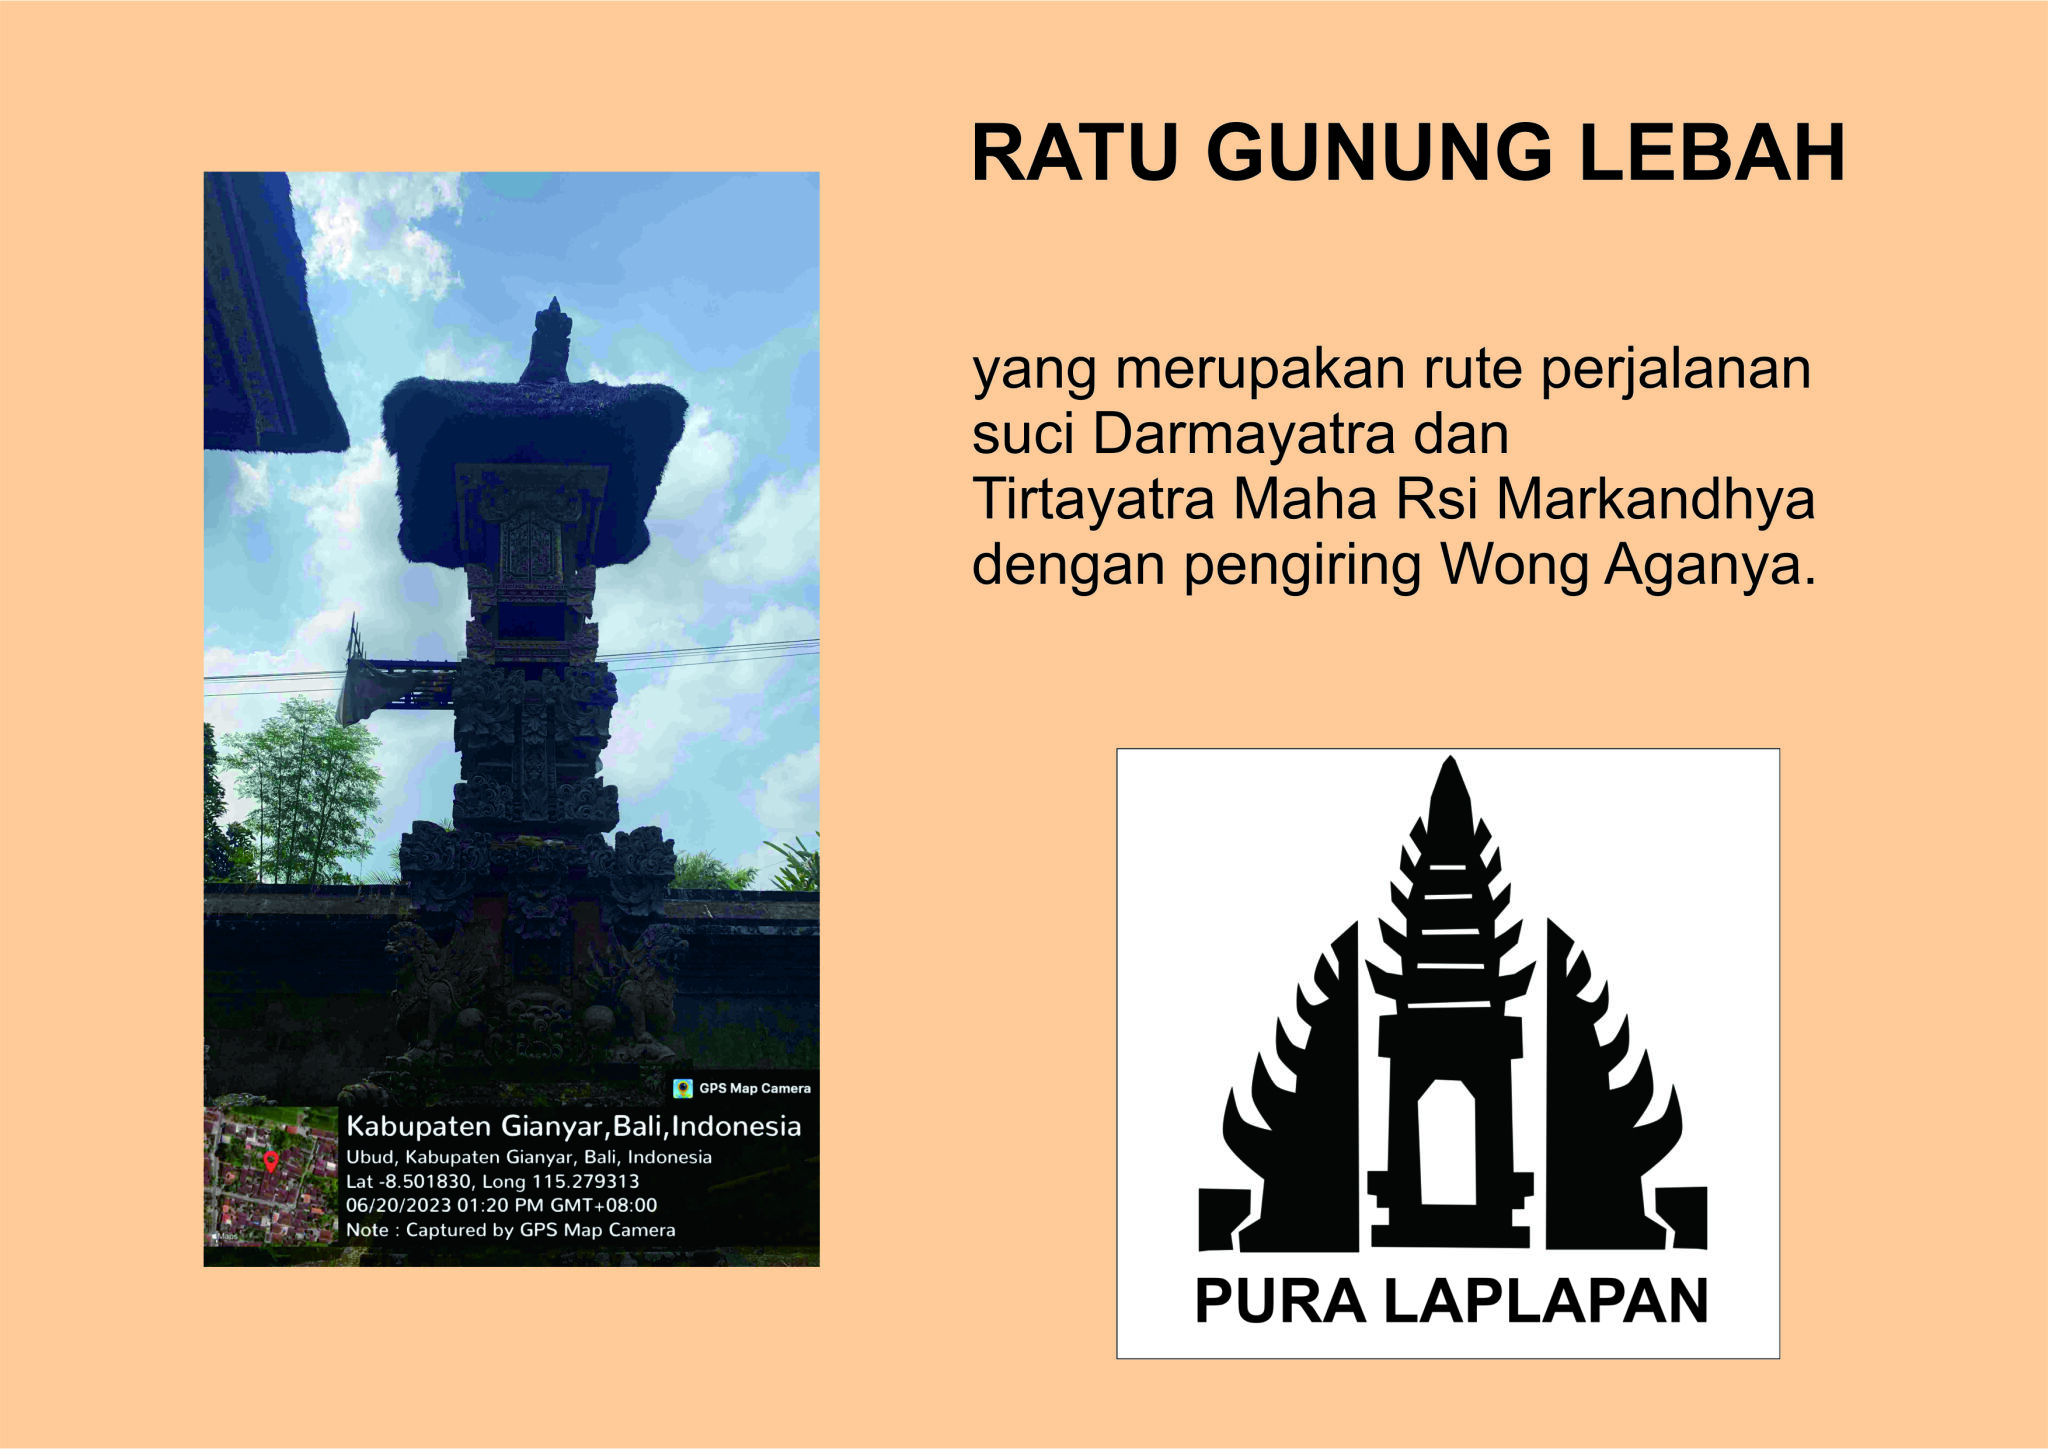 RATU GUNUNG LEBAH
yang merupakan rute perjalanan
suci Darmayatra dan
Tirtayatra Maha Rsi Markandhya
dengan pengiring Wong Aganya.
GPS Map Camera
Kabupaten Gianyar,Bali,Indonesia
Ubud, Kabupaten Gianyar, Bali, Indonesia
Lat -8.501830, Long 115.279313
06/20/2023 01:20 PM GMT+08:00
Note : Captured by GPS Map Camera
Maps
PURA LAPLAPAN